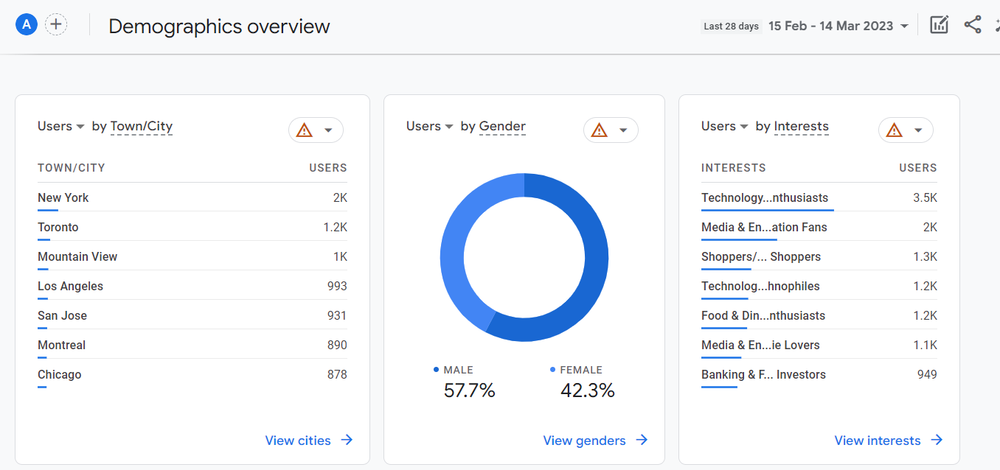 A
Demographics overview
Last 28 days 15 Feb - 14 Mar 2023
Users by Town/City
TOWN/CITY USERS
New York 2K
Toronto 1.2K
Mountain View 1K
Los Angeles 993
San Jose 931
Montreal 890
Chicago 878
View cities
Users by Gender
MALE FEMALE
57.7% 42.3%
View genders
Users by Interests
INTERESTS USERS
Technology...nthusiasts 3.5K
Media & En...ation Fans 2K
Shoppers/... Shoppers 1.3K
Technolog...hnophiles 1.2K
Food & Din...nthusiasts 1.2K
Media & En...ie Lovers 1.1K
Banking & F... Investors 949
View interests